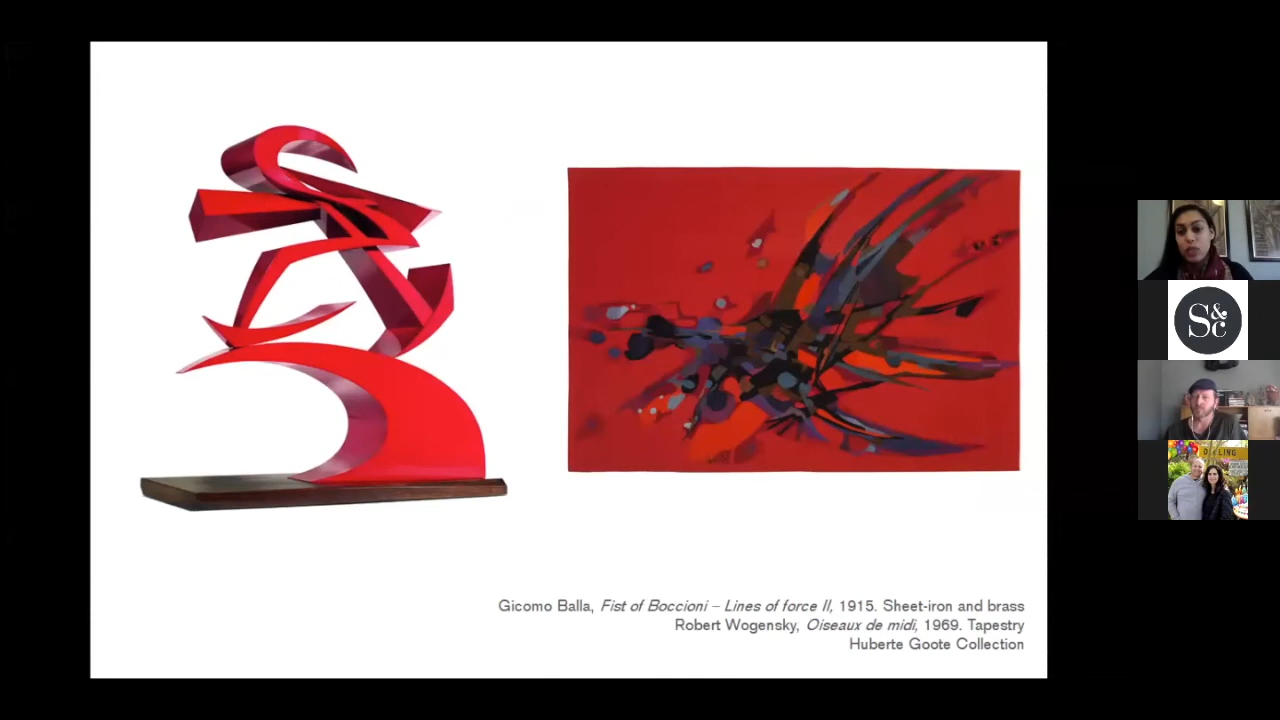 Gicomo Balla, Fist of Boccioni – Lines of force II, 1915. Sheet-iron and brass
Robert Wogensky, Oiseaux de midi, 1969. Tapestry
Huberte Goote Collection
S&c